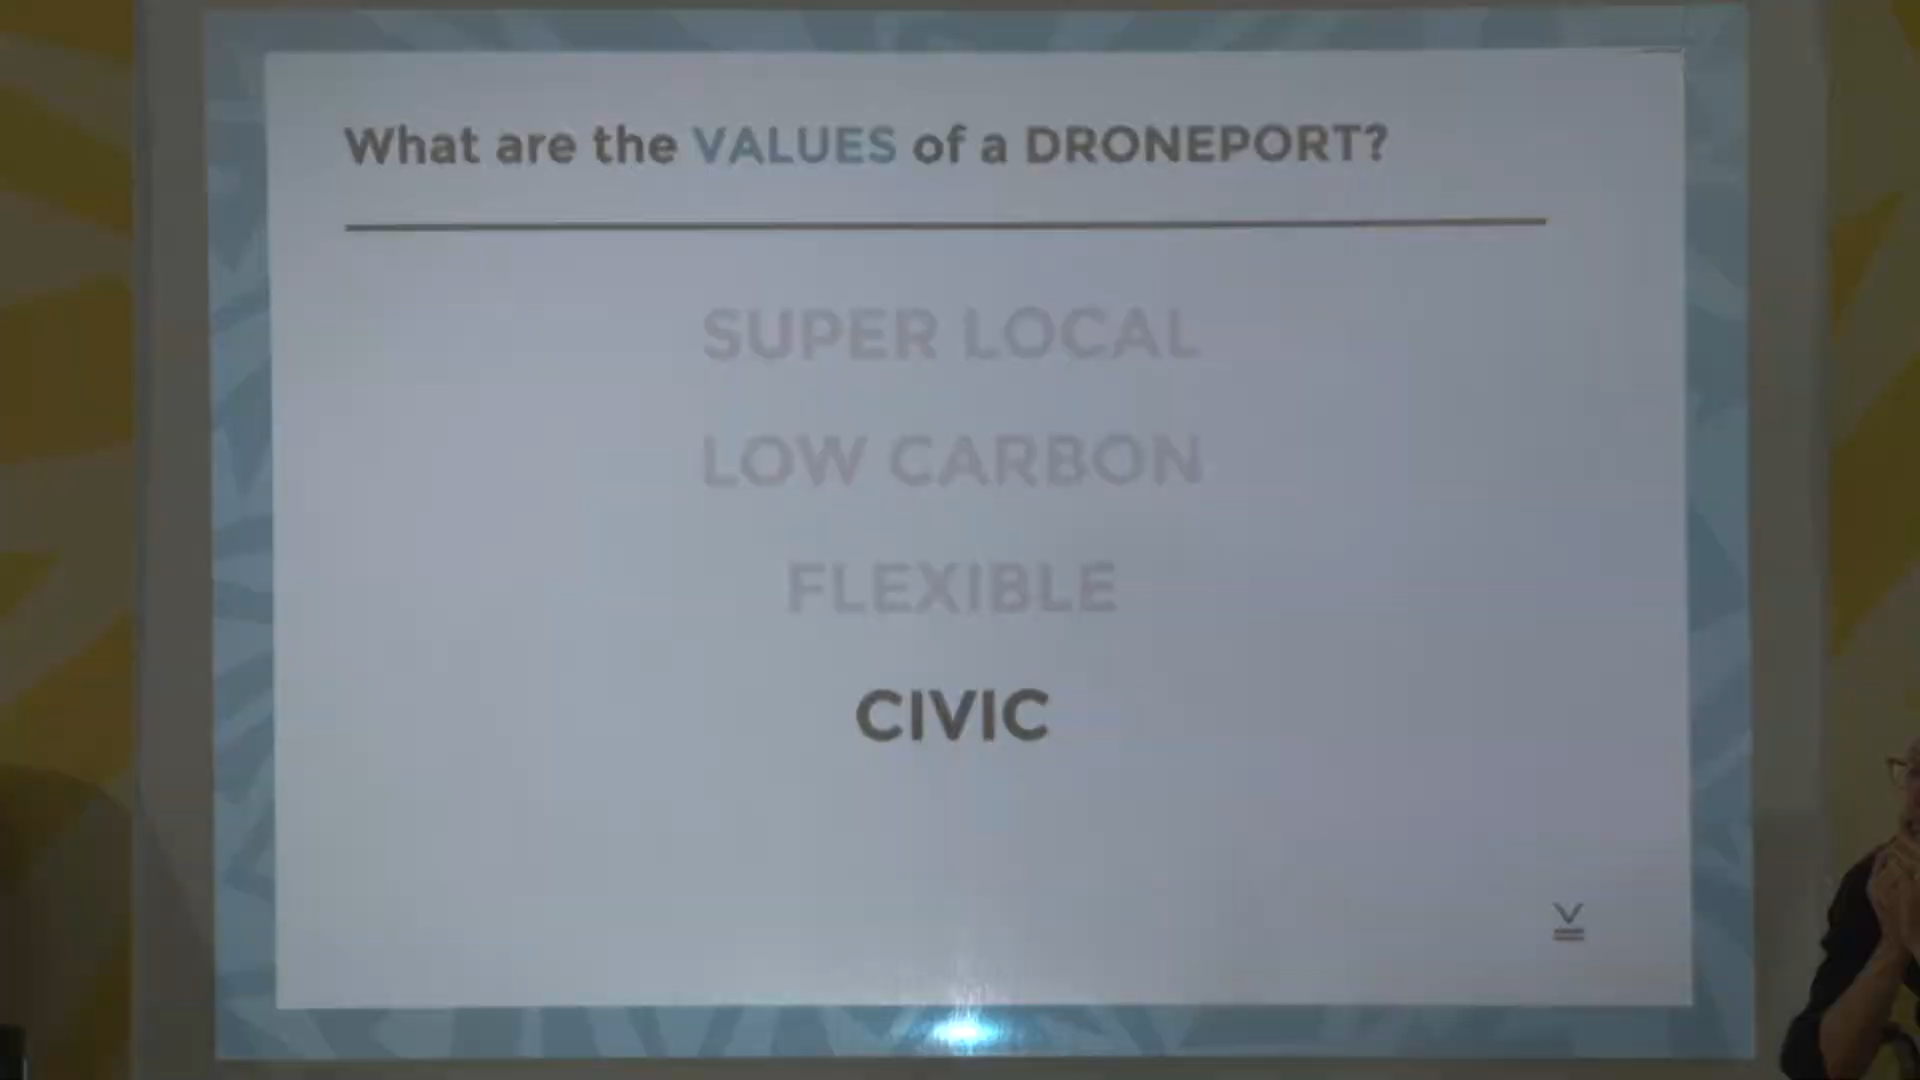 What are the VALUES of a DRONEPORT?
SUPER LOCAL
LOW CARBON
FLEXIBLE
CIVIC